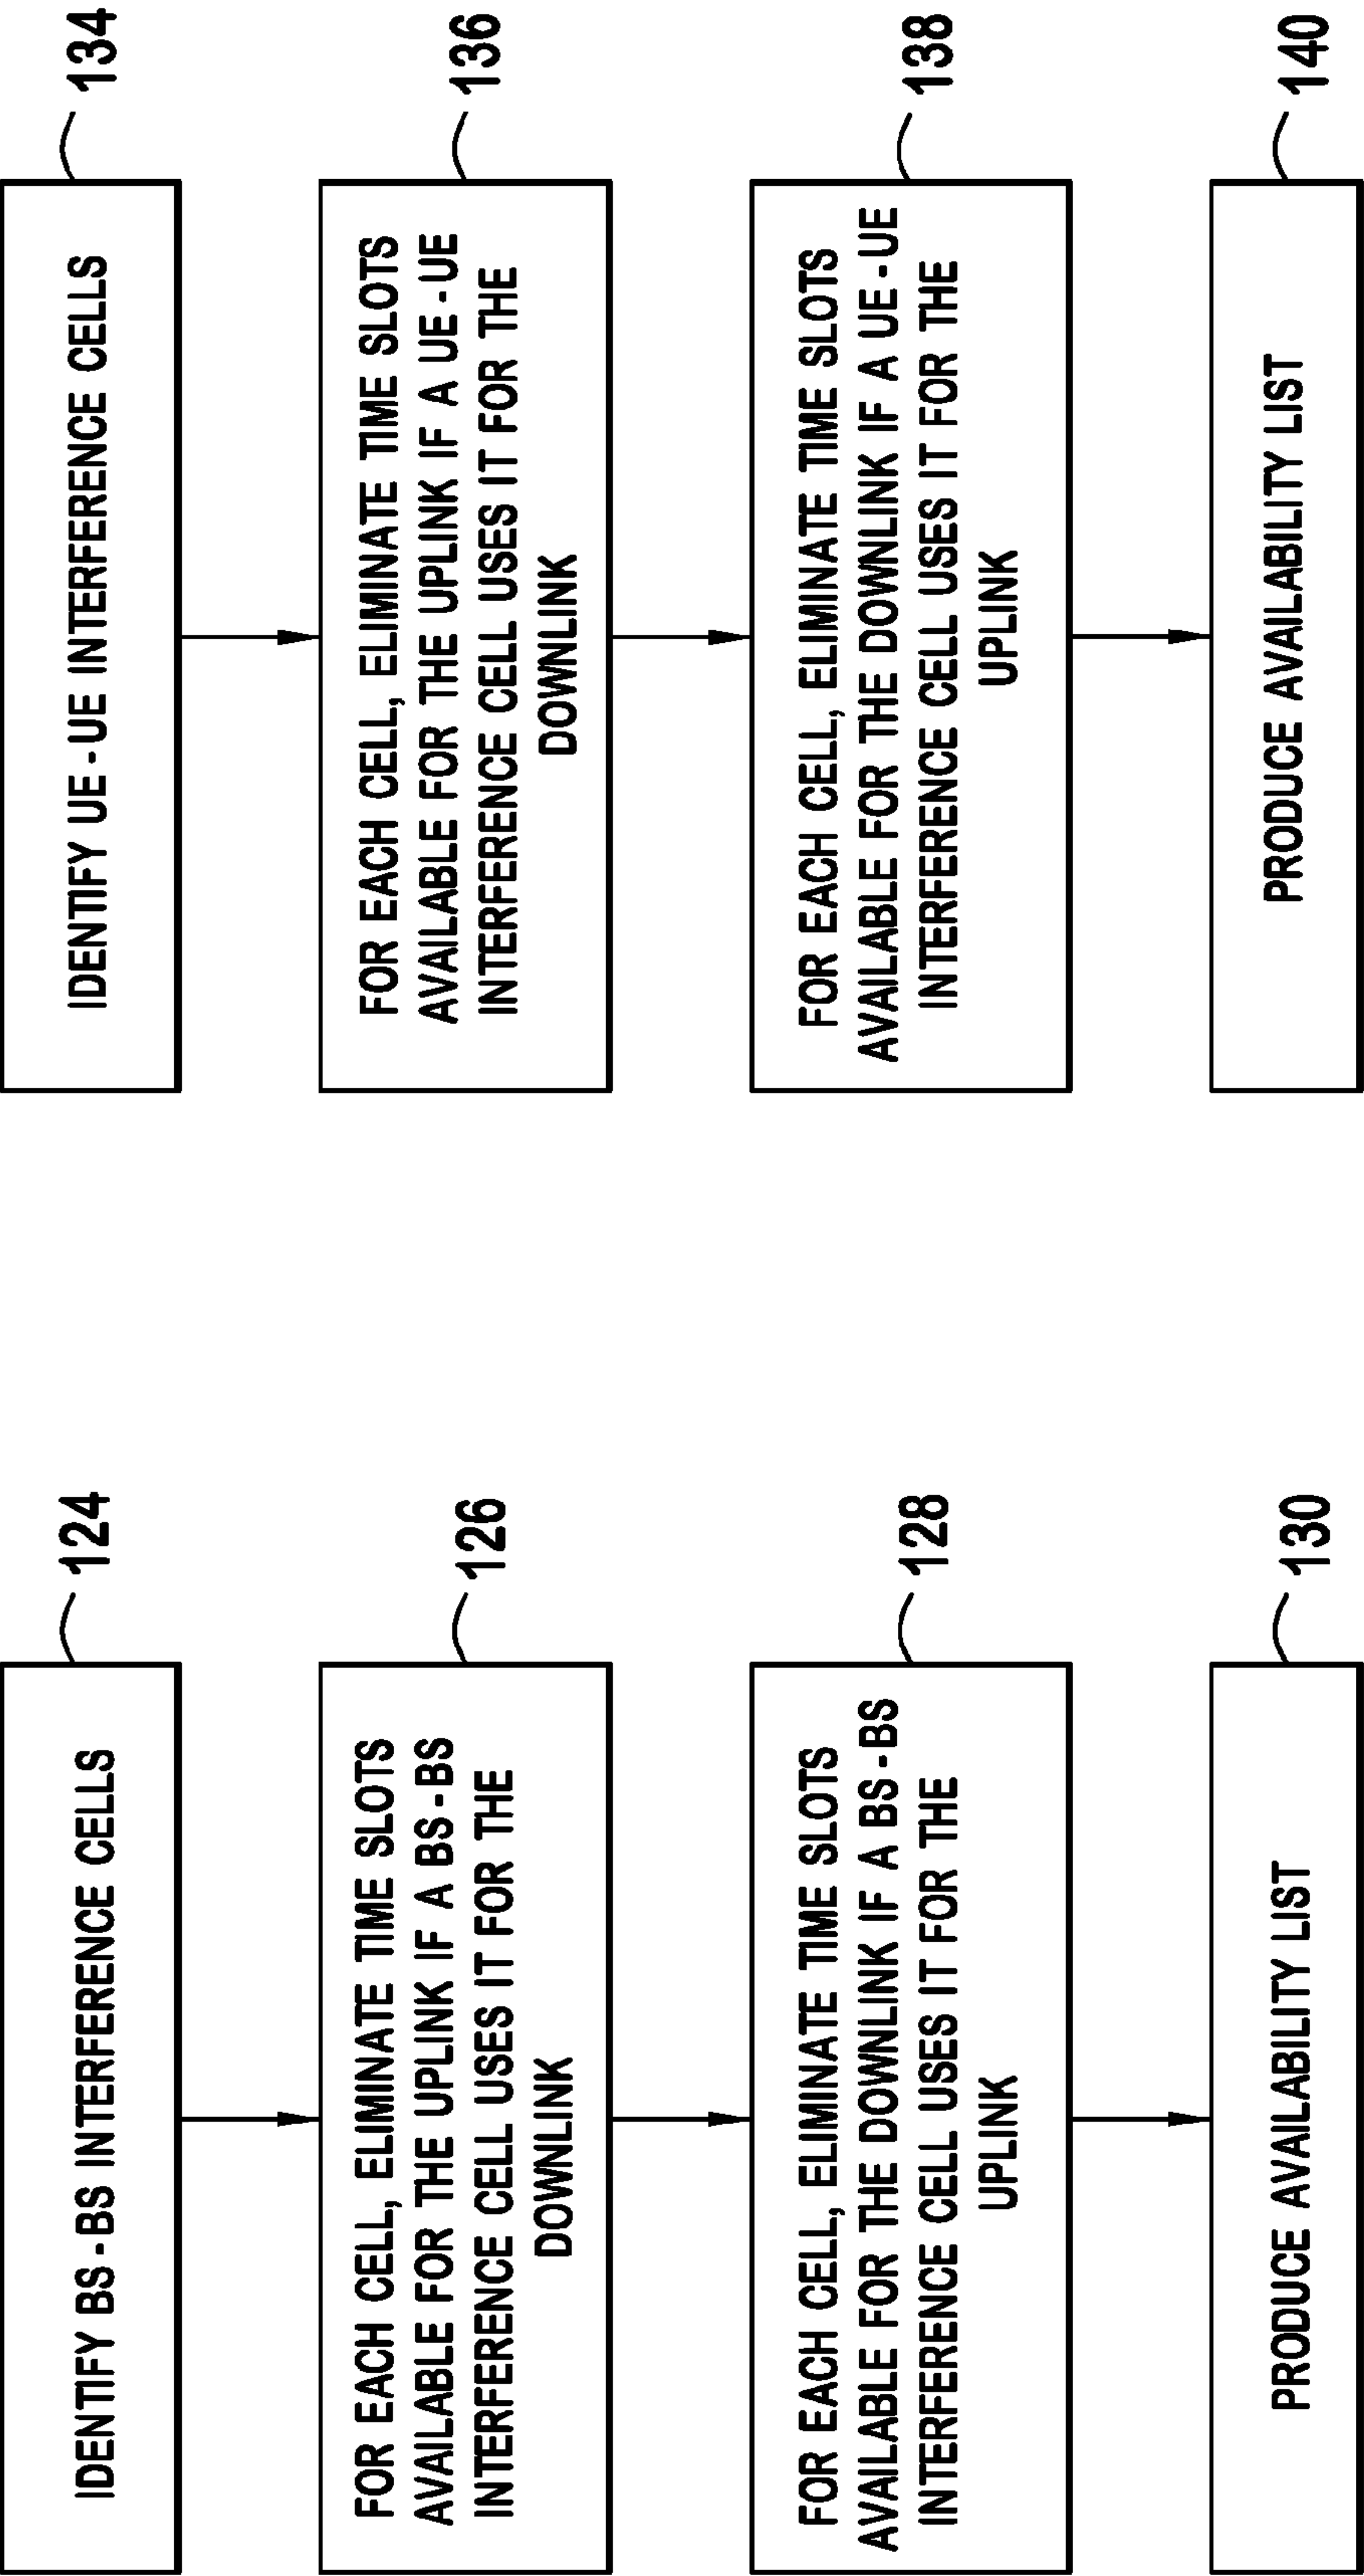 IDENTIFY BS-BS INTERFERENCE CELLS
124
FOR EACH CELL, ELIMINATE TIME SLOTS
AVAILABLE FOR THE UPLINK IF A BS-BS
INTERFERENCE CELL USES IT FOR THE
DOWNLINK
126
FOR EACH CELL, ELIMINATE TIME SLOTS
AVAILABLE FOR THE DOWNLINK IF A BS-BS
INTERFERENCE CELL USES IT FOR THE
UPLINK
128
PRODUCE AVAILABILITY LIST
130
IDENTIFY UE-UE INTERFERENCE CELLS
134
FOR EACH CELL, ELIMINATE TIME SLOTS
AVAILABLE FOR THE UPLINK IF A UE-UE
INTERFERENCE CELL USES IT FOR THE
DOWNLINK
136
FOR EACH CELL, ELIMINATE TIME SLOTS
AVAILABLE FOR THE DOWNLINK IF A UE-UE
INTERFERENCE CELL USES IT FOR THE
UPLINK
138
PRODUCE AVAILABILITY LIST
140